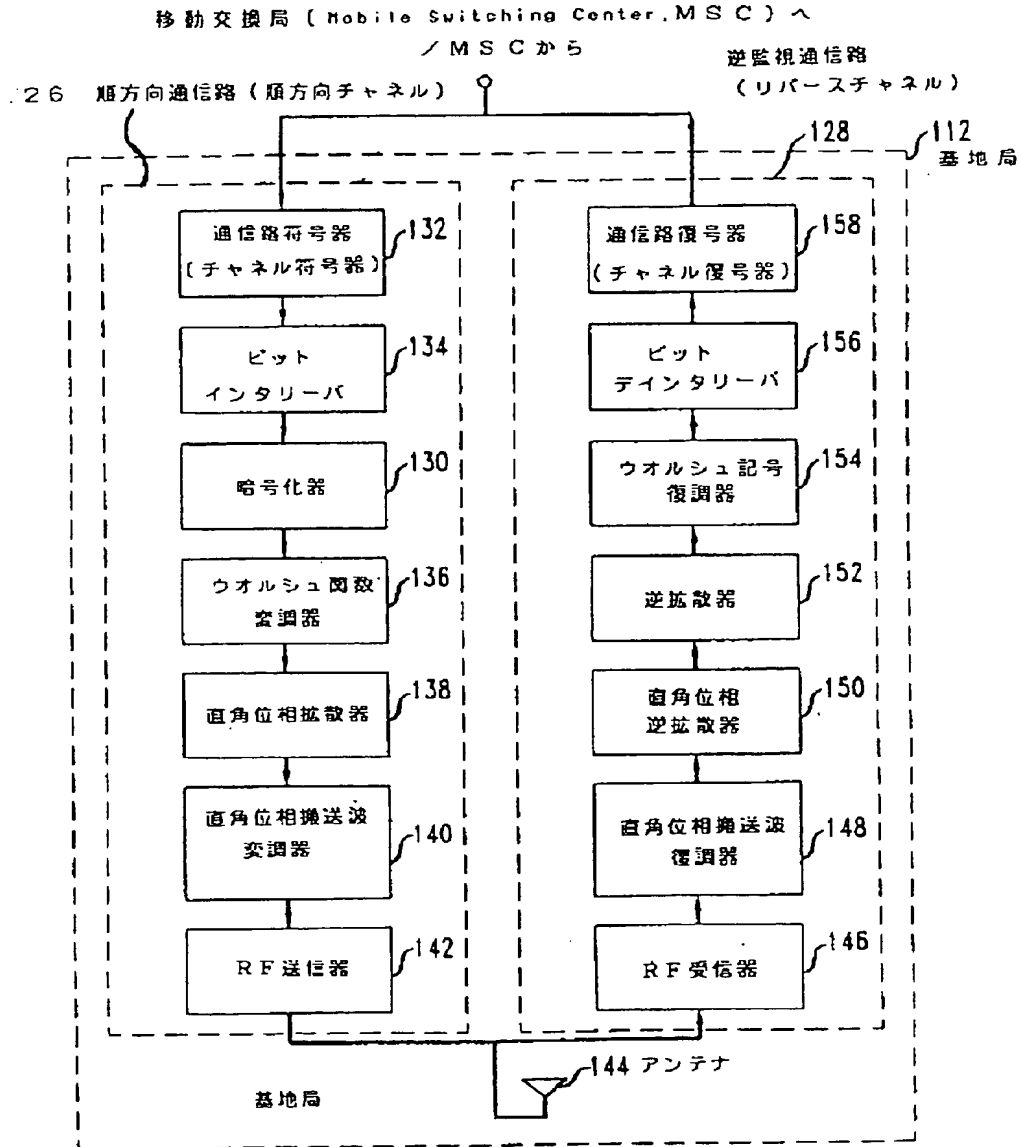 移動交換局(Mobile Switching Center,MSC)へ
/MSCから
逆監視通信路
(リバースチャネル)
26 順方向通信路(順方向チャネル)
128
112
基地局
通信路符号器
(チャネル符号器)
132
通信路復号器
(チャネル復号器)
158
ビット
インタリーバ
134
ビット
デインタリーバ
156
暗号化器
130
ウオルシュ記号
復調器
154
ウオルシュ関数
変調器
136
逆拡散器
152
直角位相拡散器
138
直角位相
逆拡散器
150
直角位相搬送波
変調器
140
直角位相搬送波
復調器
148
RF送信器
142
RF受信器
146
144 アンテナ
基地局